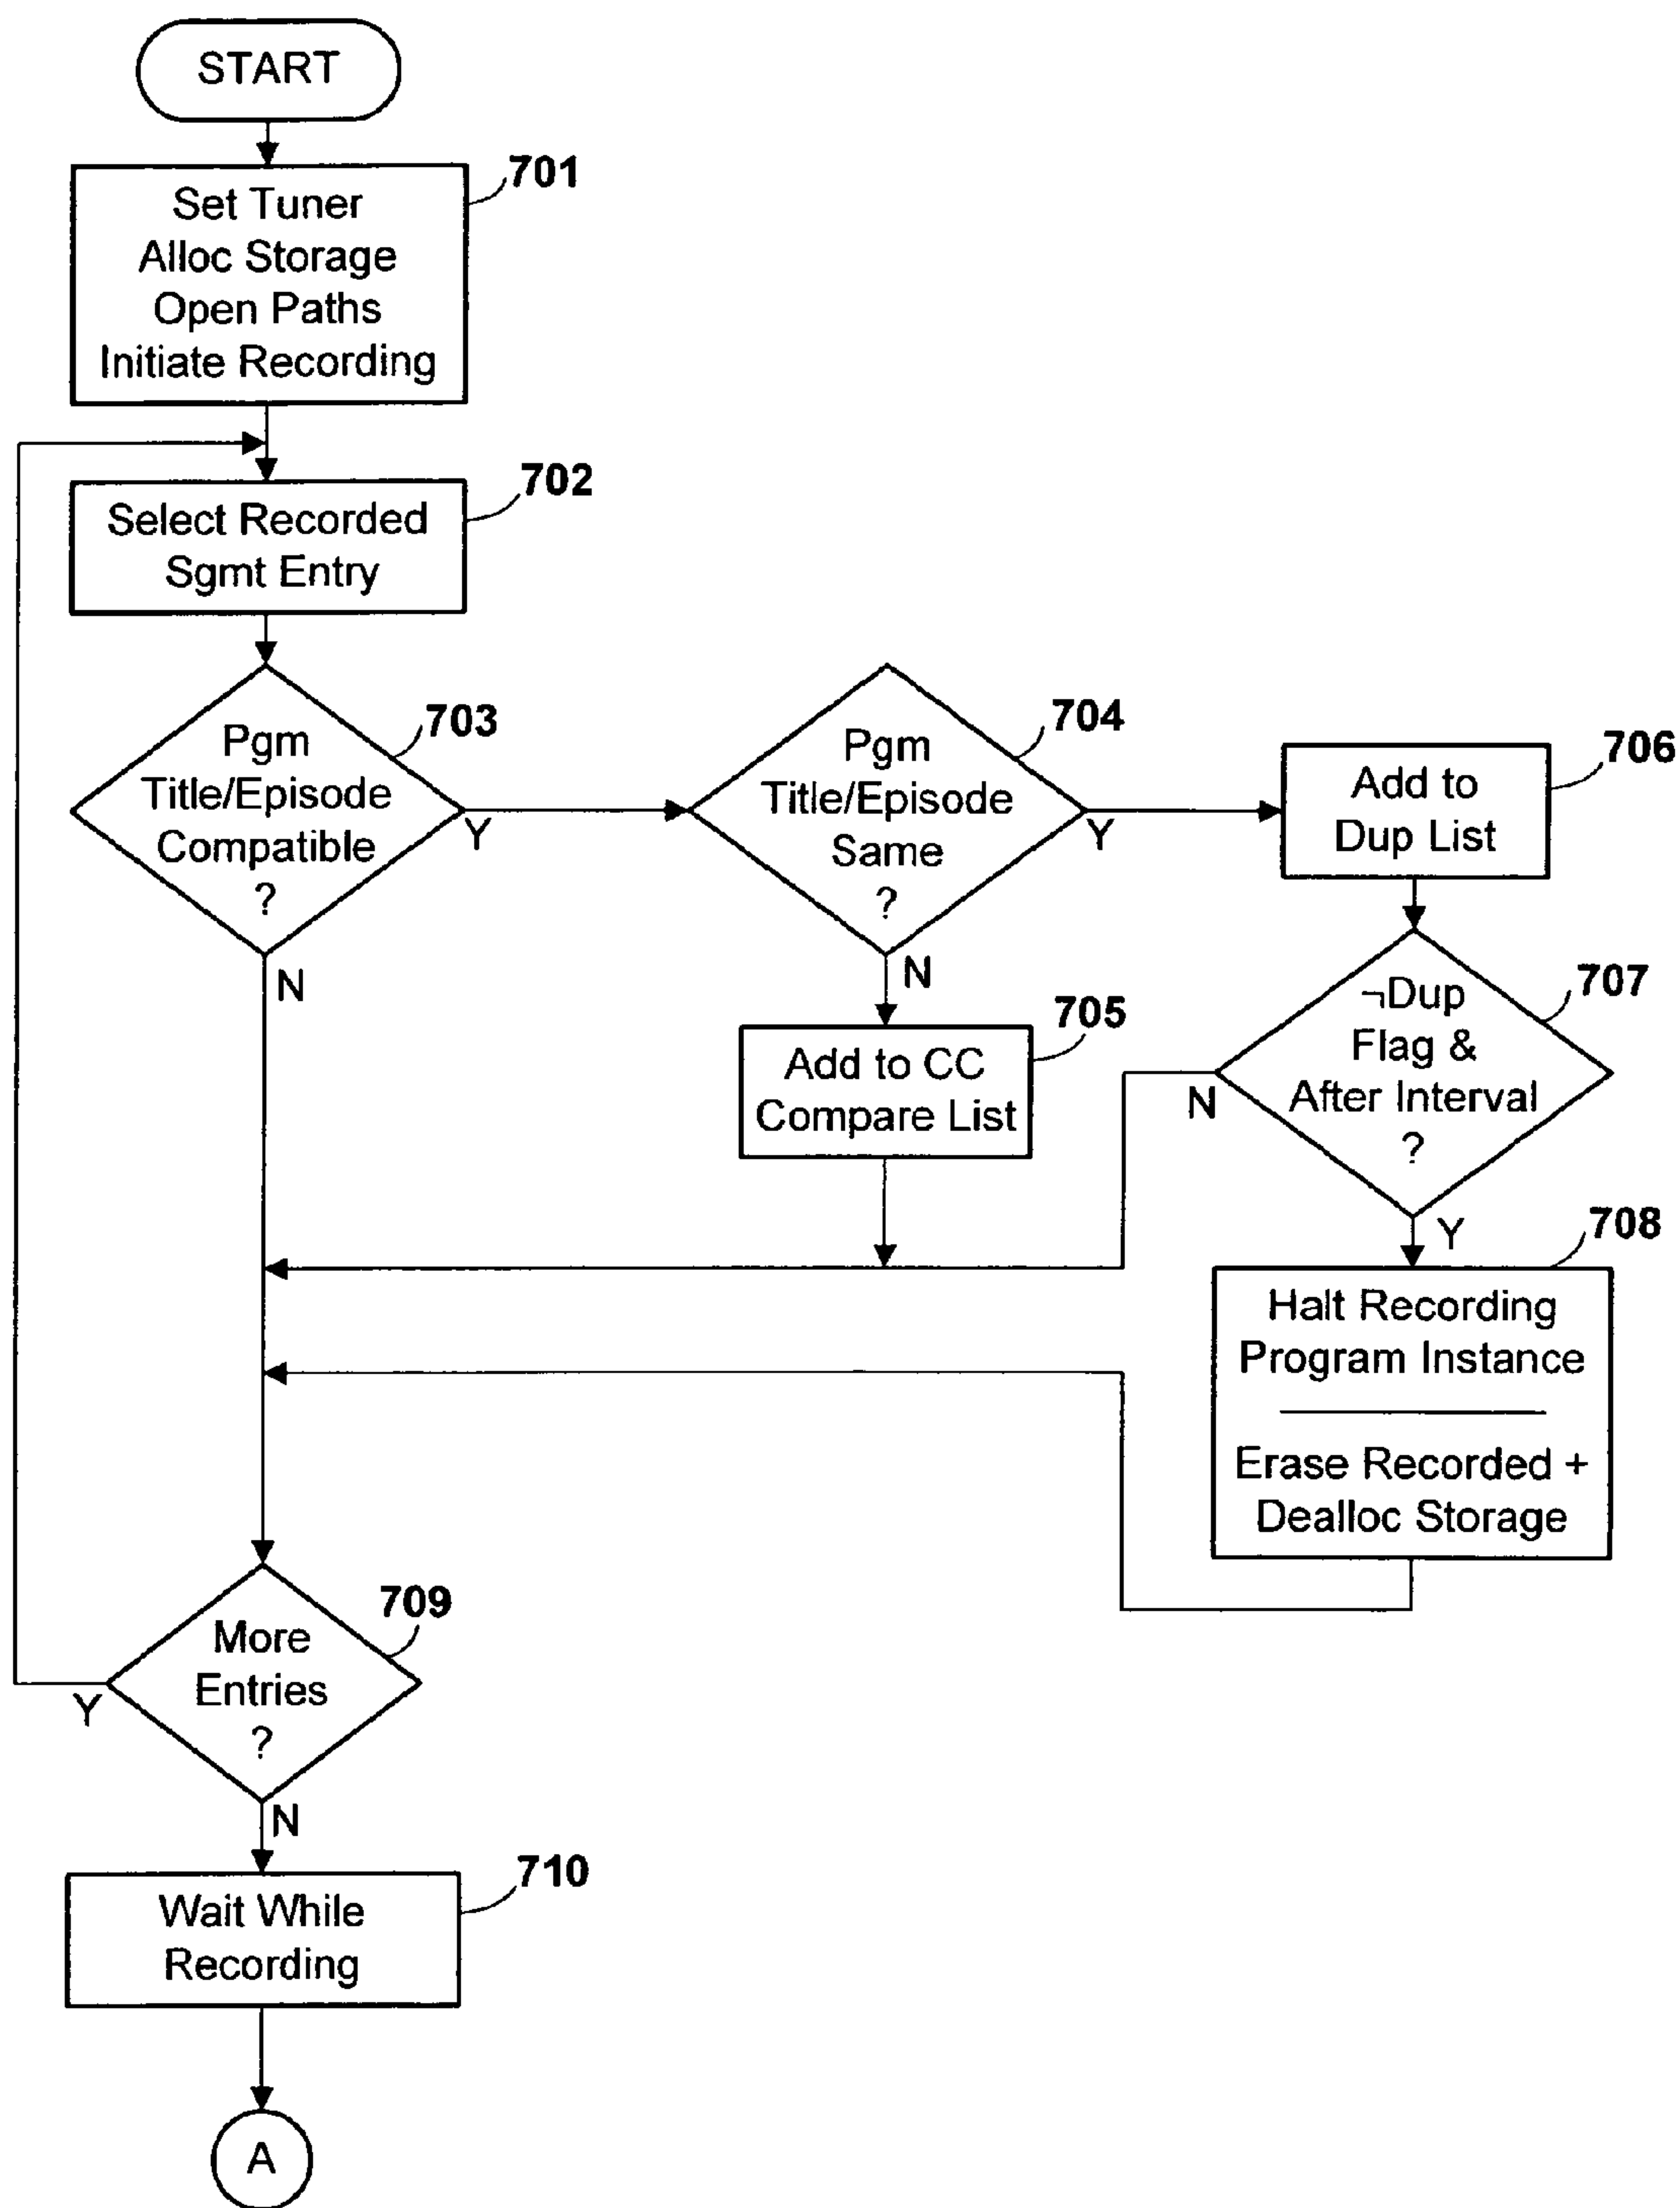 START
701
Set Tuner
Alloc Storage
Open Paths
Initiate Recording
702
Select Recorded
Sgmt Entry
703
Pgm
Title/Episode
Compatible
?
Y
N
704
Pgm
Title/Episode
Same
?
Y
N
706
Add to
Dup List
705
Add to CC
Compare List
707
¬Dup
Flag &
After Interval
?
N
Y
708
Halt Recording
Program Instance
Erase Recorded +
Dealloc Storage
709
More
Entries
?
Y
N
710
Wait While
Recording
A